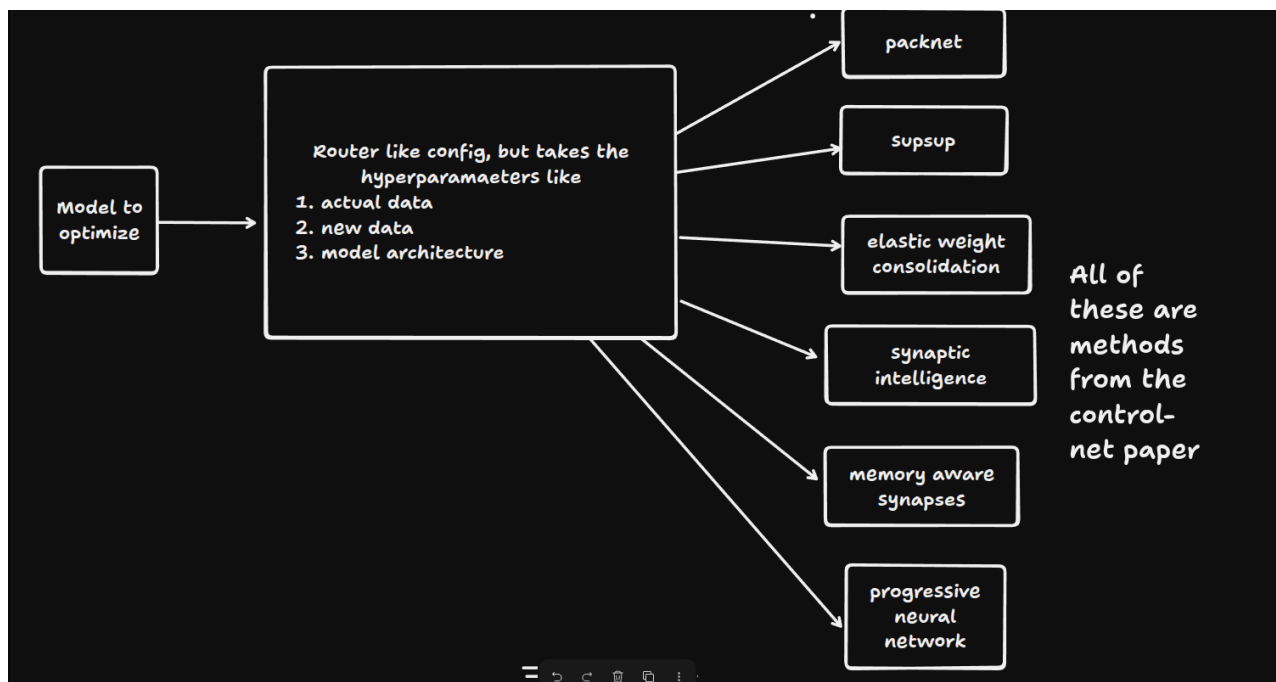 Model to
optimize
Router like config, but takes the
hyperparamaeters like
1. actual data
2. new data
3. model architecture
packnet
supsup
elastic weight
consolidation
synaptic
intelligence
memory aware
synapses
progressive
neural
network
All of
these are
methods
from the
control-
net paper